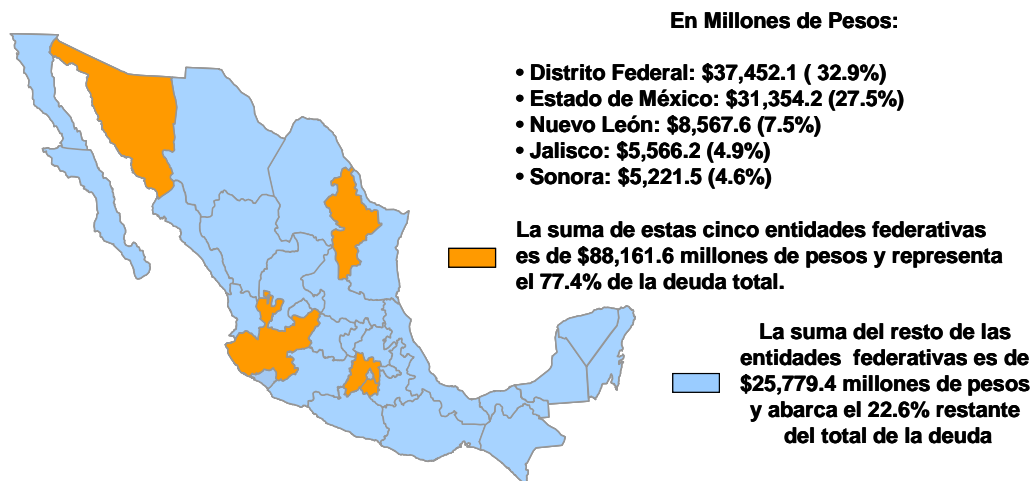 En Millones de Pesos:
• Distrito Federal: $37,452.1 ( 32.9%)
• Estado de México: $31,354.2 (27.5%)
• Nuevo León: $8,567.6 (7.5%)
• Jalisco: $5,566.2 (4.9%)
• Sonora: $5,221.5 (4.6%)
La suma de estas cinco entidades federativas
es de $88,161.6 millones de pesos y representa
el 77.4% de la deuda total.
La suma del resto de las
entidades federativas es de
$25,779.4 millones de pesos
y abarca el 22.6% restante
del total de la deuda